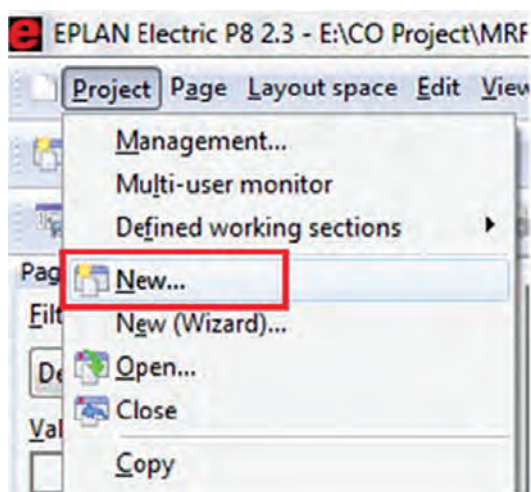 EPLAN Electric P8 2.3 - E:\CO Project\MRF
Project Page Layout space Edit View
Management...
Multi-user monitor
Defined working sections
Pag
New...
Filt
New (Wizard)...
De
Open...
Close
Val
Copy